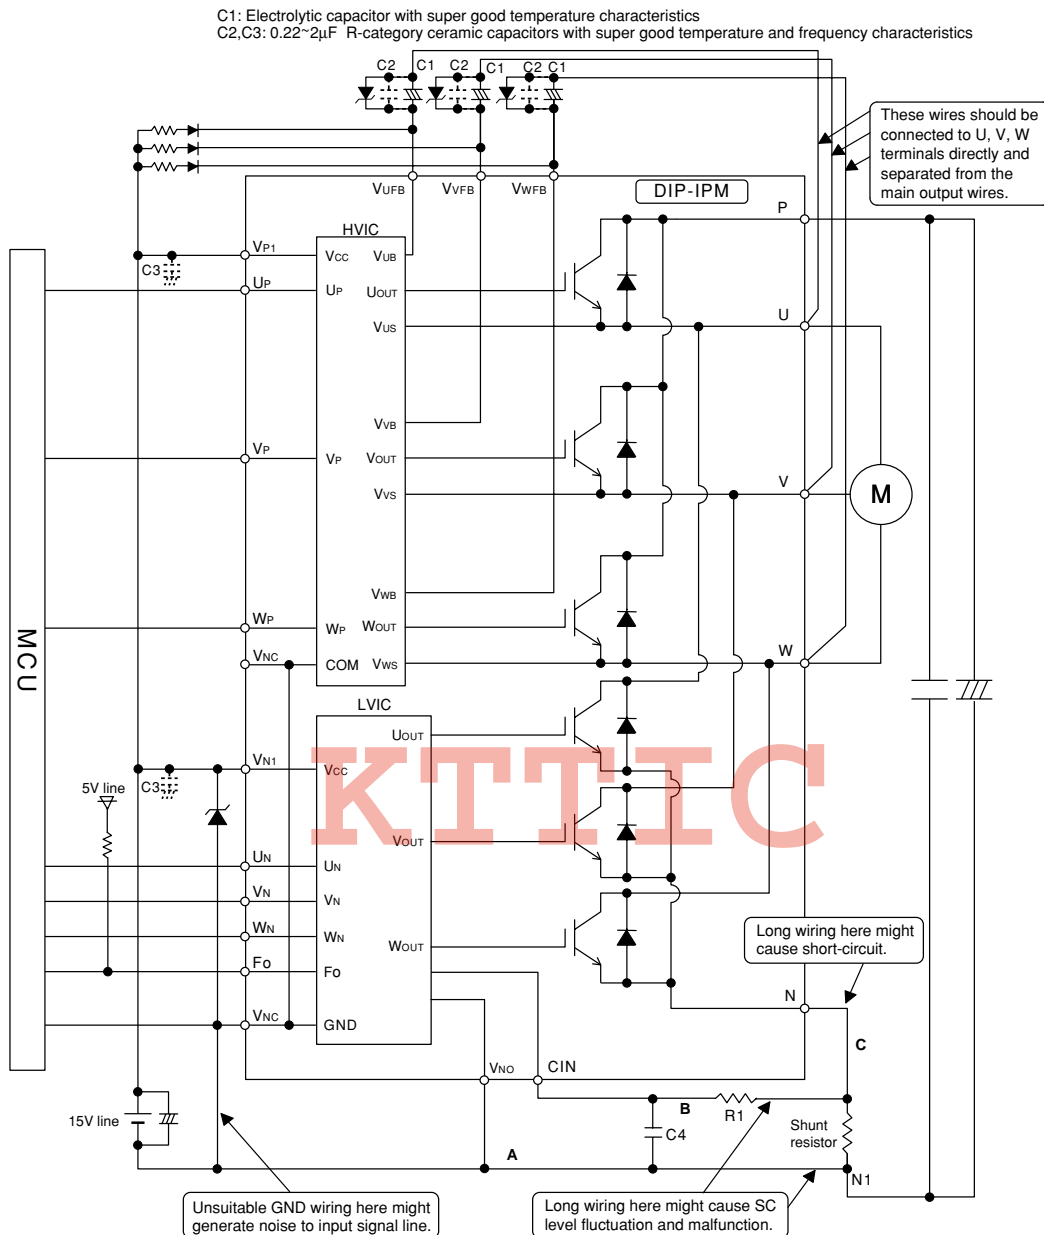 C1: Electrolytic capacitor with super good temperature characteristics
C2,C3: 0.22~2μF R-category ceramic capacitors with super good temperature and frequency characteristics
C2 C1 C2 C1 C2 C1
These wires should be
connected to U, V, W
terminals directly and
separated from the
main output wires.
VUFB VVFB VWFB
DIP-IPM
P
HVIC
VP1
VCC
VUB
C3
UP
UP
UOUT
VUS
U
VVB
VP
VP
VOUT
VVS
V
M
VWB
WP
WP
WOUT
VNC
COM
VWS
W
MCU
LVIC
UOUT
VN1
VCC
C3
5V line
KTTIC
VOUT
UN
UN
VN
VN
WN
WN
WOUT
Long wiring here might
cause short-circuit.
Fo
Fo
N
VNC
GND
C
VNO
CIN
15V line
B
R1
C4
Shunt
resistor
A
N1
Unsuitable GND wiring here might
generate noise to input signal line.
Long wiring here might cause SC
level fluctuation and malfunction.